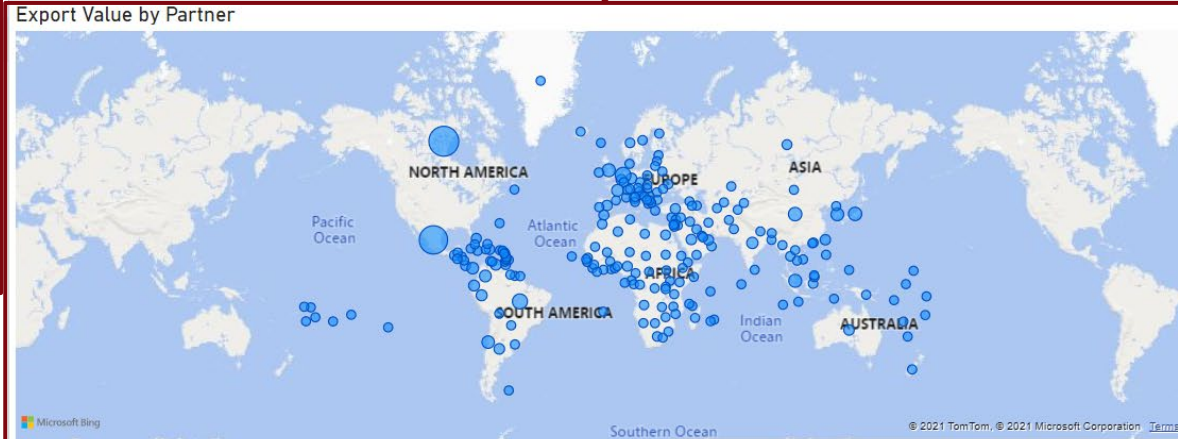 Export Value by Partner
NORTH AMERICA
ASIA
EUROPE
Pacific
Ocean
Atlantic
Ocean
AFRICA
SOUTH AMERICA
Indian
Ocean
AUSTRALIA
Microsoft Bing
© 2021 TomTom, © 2021 Microsoft Corporation Terms
Southern Ocean